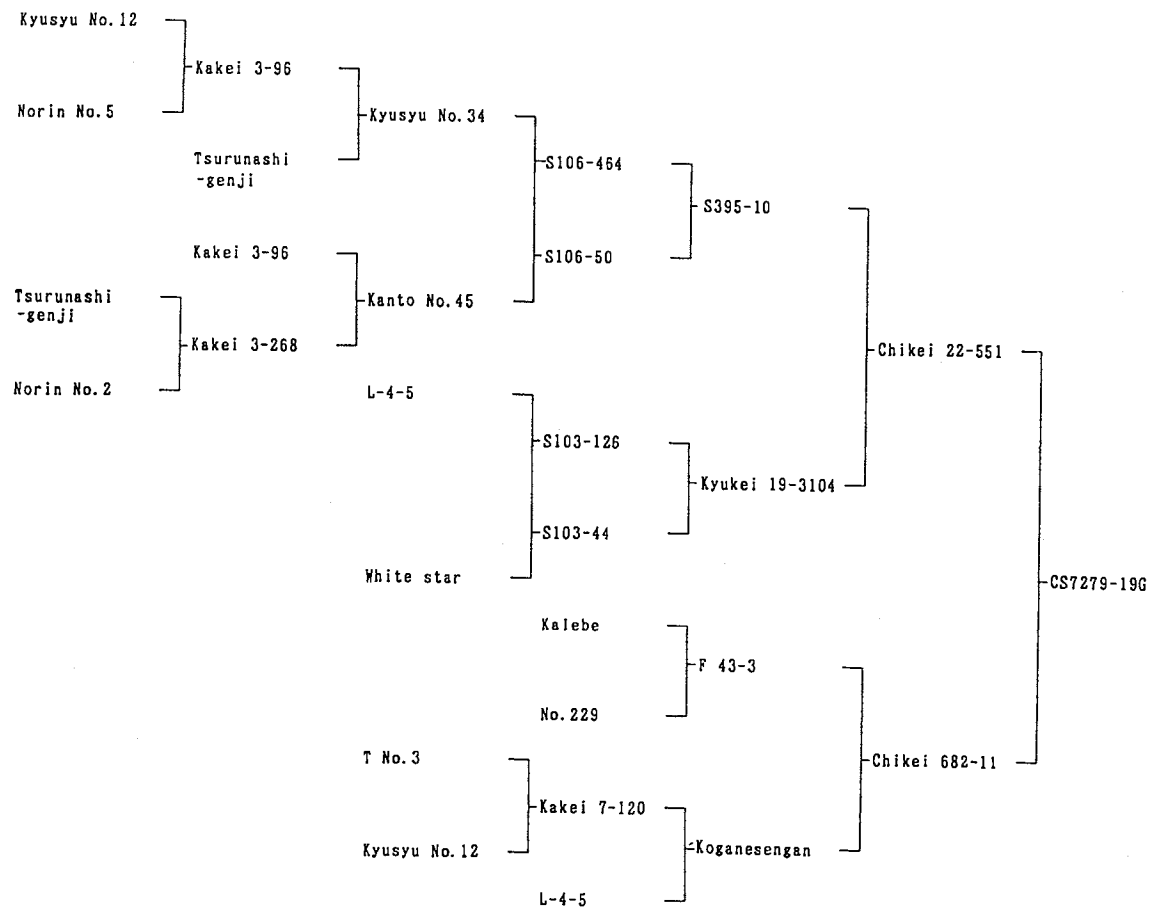 Kyusyu No.12
Kakei 3-96
Norin No.5
Kyusyu No.34
Tsurunashi
-genji
S106-464
S395-10
Kakei 3-96
S106-50
Tsurunashi
-genji
Kanto No.45
Kakei 3-268
Chikei 22-551
Norin No.2
L-4-5
S103-126
Kyukei 19-3104
S103-44
White star
CS7279-19G
Kalebe
F 43-3
No.229
T No.3
Chikei 682-11
Kakei 7-120
Kyusyu No.12
Koganesengan
L-4-5